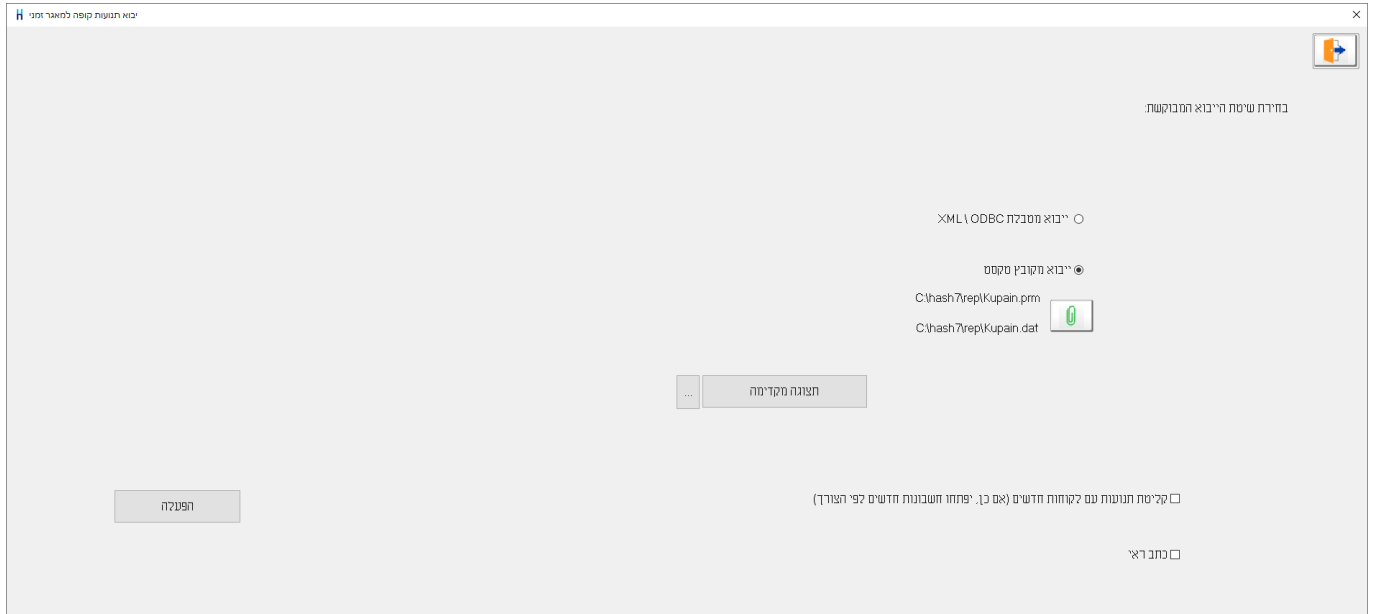 יבוא תנועות קופה למאגר זמני
בחירת שיטת הייבוא המבוקשת:
ייבוא מטבלת XML \ ODBC
ייבוא מקובץ טקסט
C:\hash7\rep\Kupain.prm
C:\hash7\rep\Kupain.dat
תצוגה מקדימה ...
קליטת תנועות עם לקוחות חדשים (אם כן, יפתחו חשבונות חדשים לפי הצורך)
הפעלה
כתב ראי